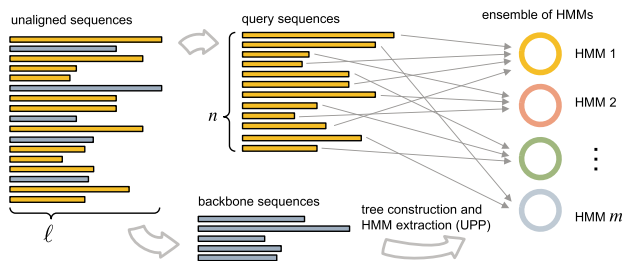 unaligned sequences
query sequences
ensemble of HMMs
HMM 1
HMM 2
n
⋮
HMM m
ℓ
backbone sequences
tree construction and
HMM extraction (UPP)